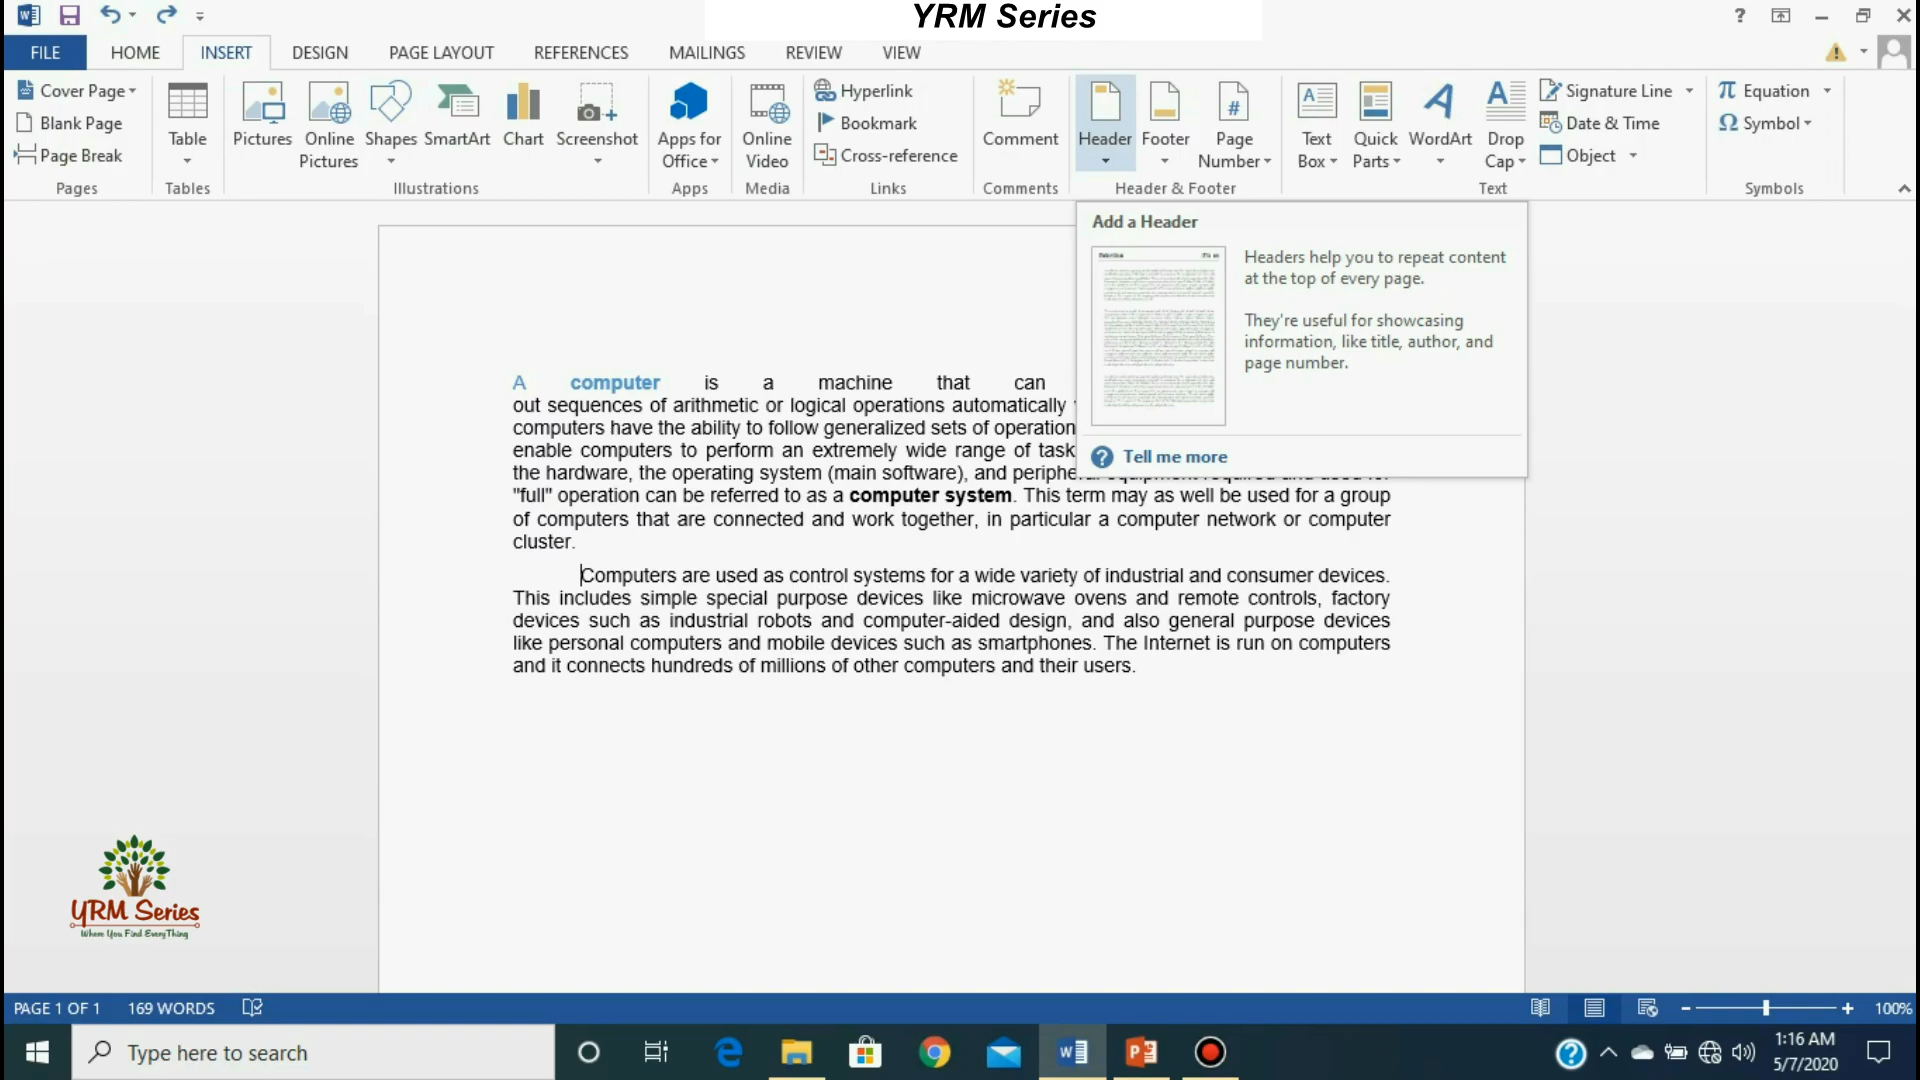 YRM Series
FILE HOME INSERT DESIGN PAGE LAYOUT REFERENCES MAILINGS REVIEW VIEW
Cover Page
Blank Page
Page Break
Pages
Table
Tables
Pictures
Online
Pictures
Shapes
SmartArt
Chart
Screenshot
Illustrations
Apps for
Office
Apps
Online
Video
Media
Hyperlink
Bookmark
Cross-reference
Links
Comment
Comments
Header
Footer
Page
Number
Header & Footer
Text
Box
Quick
Parts
WordArt
Drop
Cap
Signature Line
Date & Time
Object
Text
Equation
Symbol
Symbols
Add a Header
Headers help you to repeat content
at the top of every page.
They're useful for showcasing
information, like title, author, and
page number.
Tell me more
A computer is a machine that can
out sequences of arithmetic or logical operations automatically
computers have the ability to follow generalized sets of operation
enable computers to perform an extremely wide range of task
the hardware, the operating system (main software), and periphe
"full" operation can be referred to as a computer system. This term may as well be used for a group
of computers that are connected and work together, in particular a computer network or computer
cluster.
Computers are used as control systems for a wide variety of industrial and consumer devices.
This includes simple special purpose devices like microwave ovens and remote controls, factory
devices such as industrial robots and computer-aided design, and also general purpose devices
like personal computers and mobile devices such as smartphones. The Internet is run on computers
and it connects hundreds of millions of other computers and their users.
YRM Series
Where You Find EveryThing
PAGE 1 OF 1 169 WORDS 100%
Type here to search
1:16 AM
5/7/2020